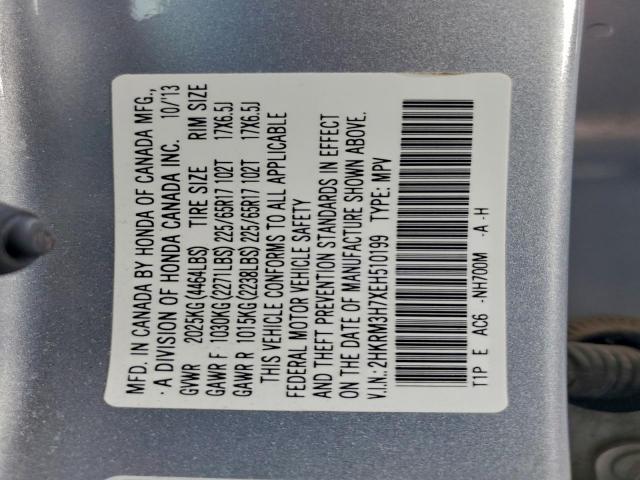 MFD. IN CANADA BY HONDA OF CANADA MFG.,
· A DIVISION OF HONDA CANADA INC. 10/'13
GVWR 2025KG(4464LBS) TIRE SIZE RIM SIZE
GAWR F 1030KG(2271LBS) 225/65R17 102T 17X6.5J
GAWR R 1015KG(2238LBS) 225/65R17 102T 17X6.5J
THIS VEHICLE CONFORMS TO ALL APPLICABLE
FEDERAL MOTOR VEHICLE SAFETY
AND THEFT PREVENTION STANDARDS IN EFFECT
ON THE DATE OF MANUFACTURE SHOWN ABOVE.
V.I.N: 2HKRM3H7XEH510199 TYPE: MPV
T1P E AC6 -NH700M -A -H